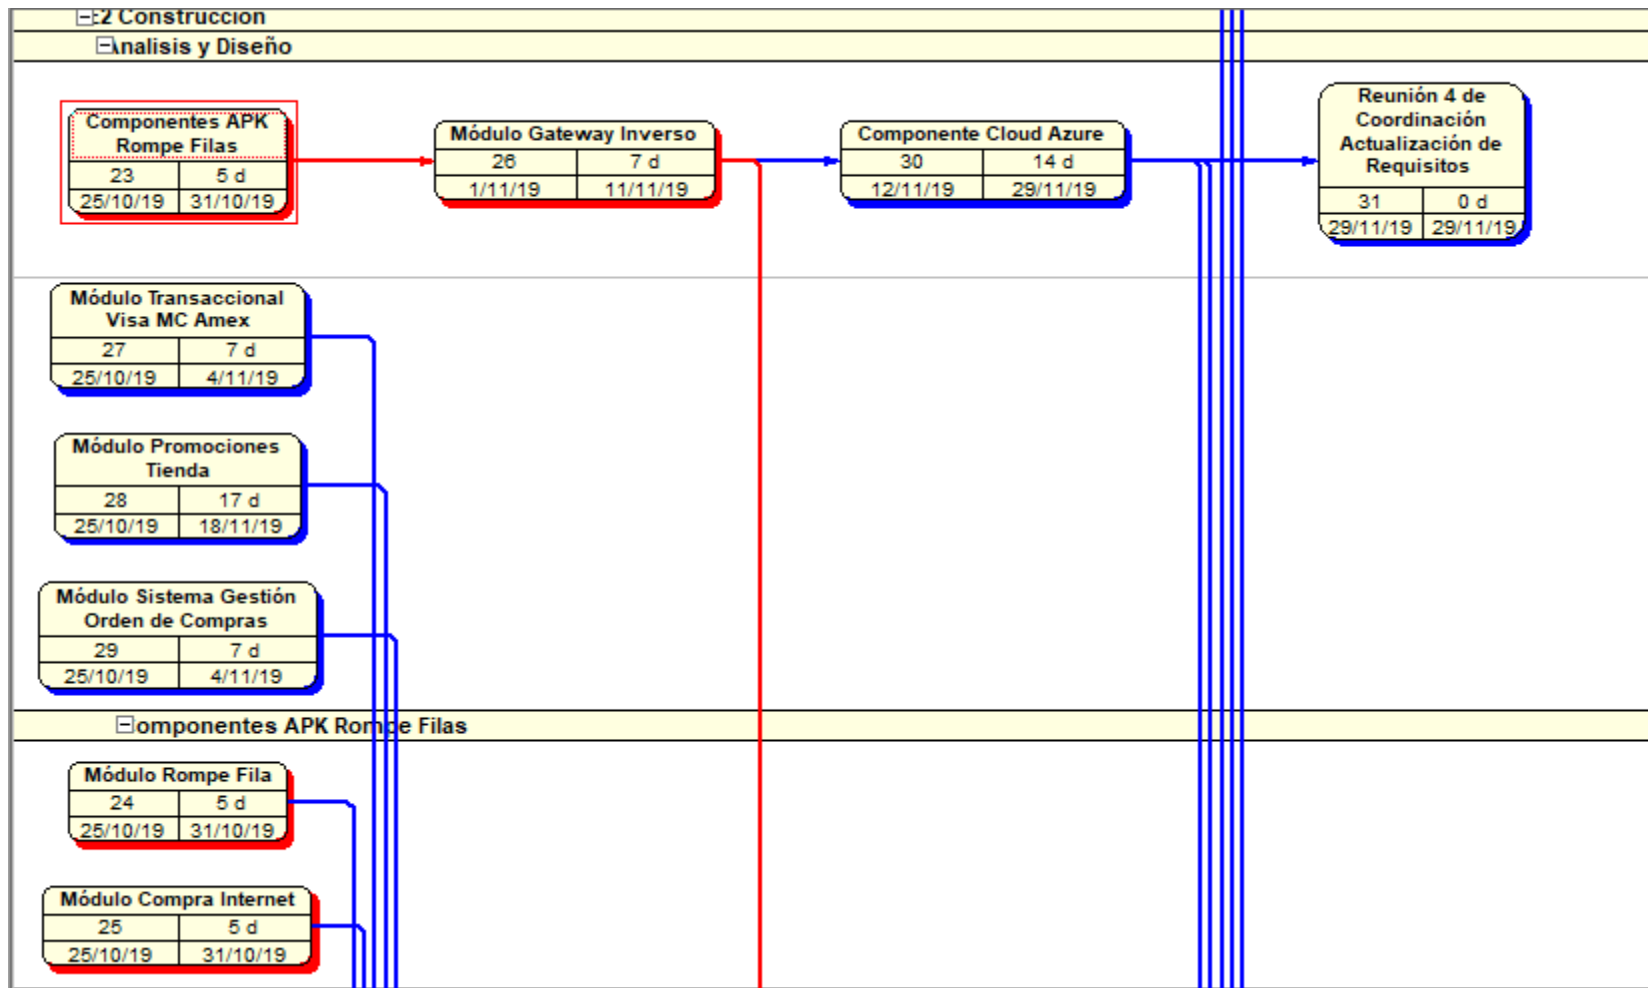 :2 Construccion
nalisis y Diseño
Componentes APK
Rompe Filas
23 5 d
25/10/19 31/10/19
Módulo Gateway Inverso
26 7 d
1/11/19 11/11/19
Componente Cloud Azure
30 14 d
12/11/19 29/11/19
Reunión 4 de
Coordinación
Actualización de
Requisitos
31 0 d
29/11/19 29/11/19
Módulo Transaccional
Visa MC Amex
27 7 d
25/10/19 4/11/19
Módulo Promociones
Tienda
28 17 d
25/10/19 18/11/19
Módulo Sistema Gestión
Orden de Compras
29 7 d
25/10/19 4/11/19
omponentes APK Rompe Filas
Módulo Rompe Fila
24 5 d
25/10/19 31/10/19
Módulo Compra Internet
25 5 d
25/10/19 31/10/19